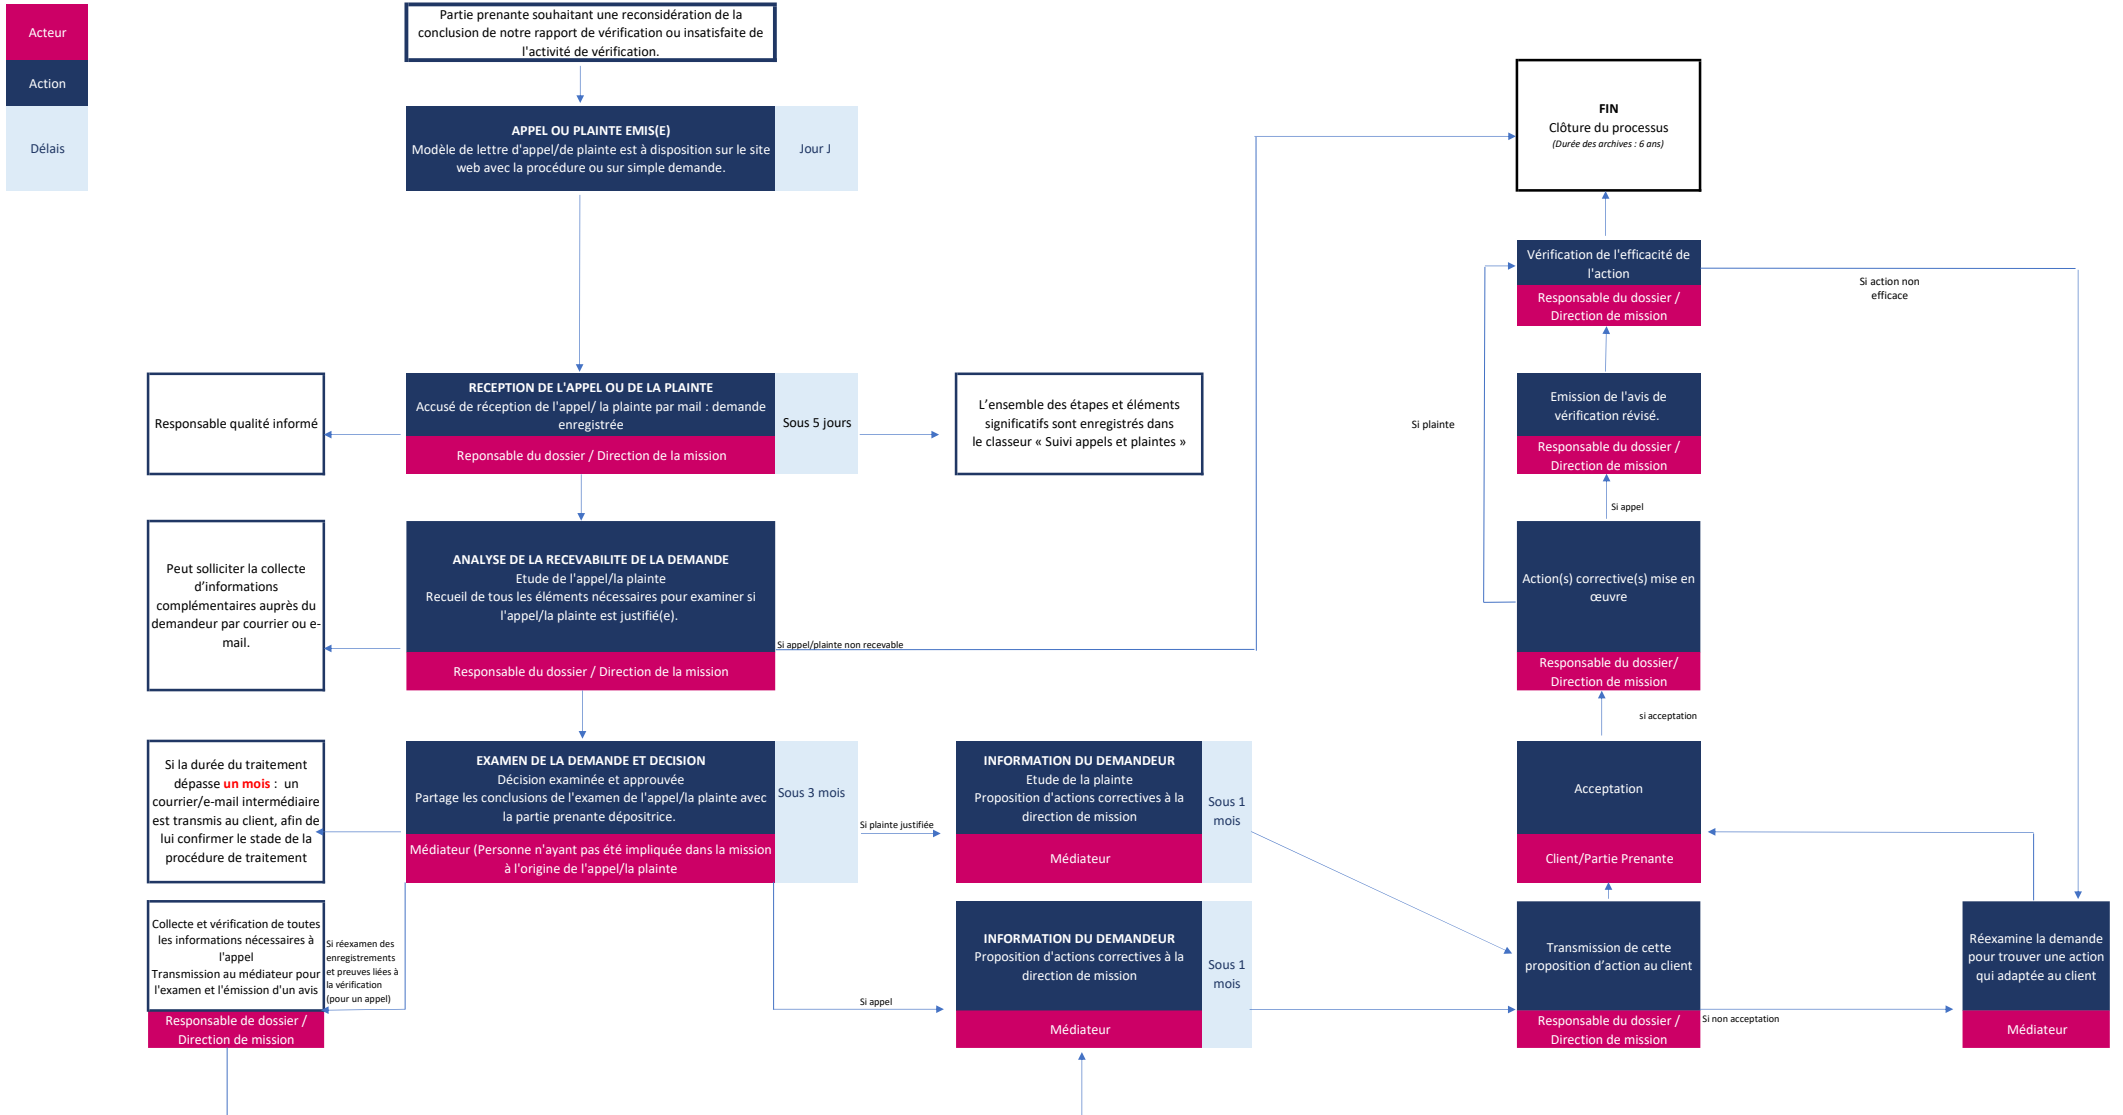 Acteur
Action
Délais
Partie prenante souhaitant une reconsidération de la
conclusion de notre rapport de vérification ou insatisfaite de
l'activité de vérification.
APPEL OU PLAINTE EMIS(E)
Modèle de lettre d'appel/de plainte est à disposition sur le site
web avec la procédure ou sur simple demande.
Jour J
Responsable qualité informé
RECEPTION DE L'APPEL OU DE LA PLAINTE
Accusé de réception de l'appel/ la plainte par mail : demande
enregistrée
Reponsable du dossier / Direction de la mission
Sous 5 jours
L'ensemble des étapes et éléments
significatifs sont enregistrés dans
le classeur « Suivi appels et plaintes »
Peut solliciter la collecte
d'informations
complémentaires auprès du
demandeur par courrier ou e-
mail.
ANALYSE DE LA RECEVABILITE DE LA DEMANDE
Etude de l'appel/la plainte
Recueil de tous les éléments nécessaires pour examiner si
l'appel/la plainte est justifié(e).
Responsable du dossier / Direction de la mission
Si appel/plainte non recevable
Si la durée du traitement
dépasse un mois : un
courrier/e-mail intermédiaire
est transmis au client, afin de
lui confirmer le stade de la
procédure de traitement
EXAMEN DE LA DEMANDE ET DECISION
Décision examinée et approuvée
Partage les conclusions de l'examen de l'appel/la plainte avec
la partie prenante dépositrice.
Médiateur (Personne n'ayant pas été impliquée dans la mission
à l'origine de l'appel/la plainte
Sous 3 mois
Si plainte justifiée
INFORMATION DU DEMANDEUR
Etude de la plainte
Proposition d'actions correctives à la
direction de mission
Médiateur
Sous 1
mois
Collecte et vérification de toutes
les informations nécessaires à
l'appel
Transmission au médiateur pour
l'examen et l'émission d'un avis
Responsable de dossier /
Direction de mission
Si réexamen des
enregistrements
et preuves liées à
la vérification
(pour un appel)
Si appel
INFORMATION DU DEMANDEUR
Proposition d'actions correctives à la
direction de mission
Médiateur
Sous 1
mois
FIN
Clôture du processus
(Durée des archives : 6 ans)
Vérification de l'efficacité de
l'action
Responsable du dossier /
Direction de mission
Si action non
efficace
Emission de l'avis de
vérification révisé.
Responsable du dossier /
Direction de mission
Si plainte
Si appel
Action(s) corrective(s) mise en
œuvre
Responsable du dossier/
Direction de mission
si acceptation
Acceptation
Client/Partie Prenante
Transmission de cette
proposition d'action au client
Responsable du dossier /
Direction de mission
Si non acceptation
Réexamine la demande
pour trouver une action
qui adaptée au client
Médiateur